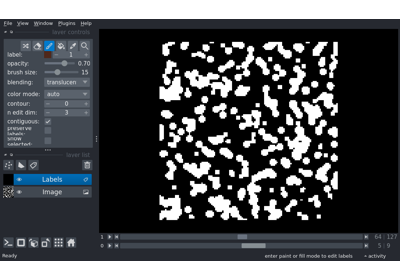 File View Window Plugins Help
layer controls
label: 1
opacity: 0.70
brush size: 15
blending: translucen
color mode: auto
contour: 0
n edit dim: 3
contiguous:
preserve labels:
show selected:
layer list
Labels
Image
1 64 127
0 5 9
Ready enter paint or fill mode to edit labels activity